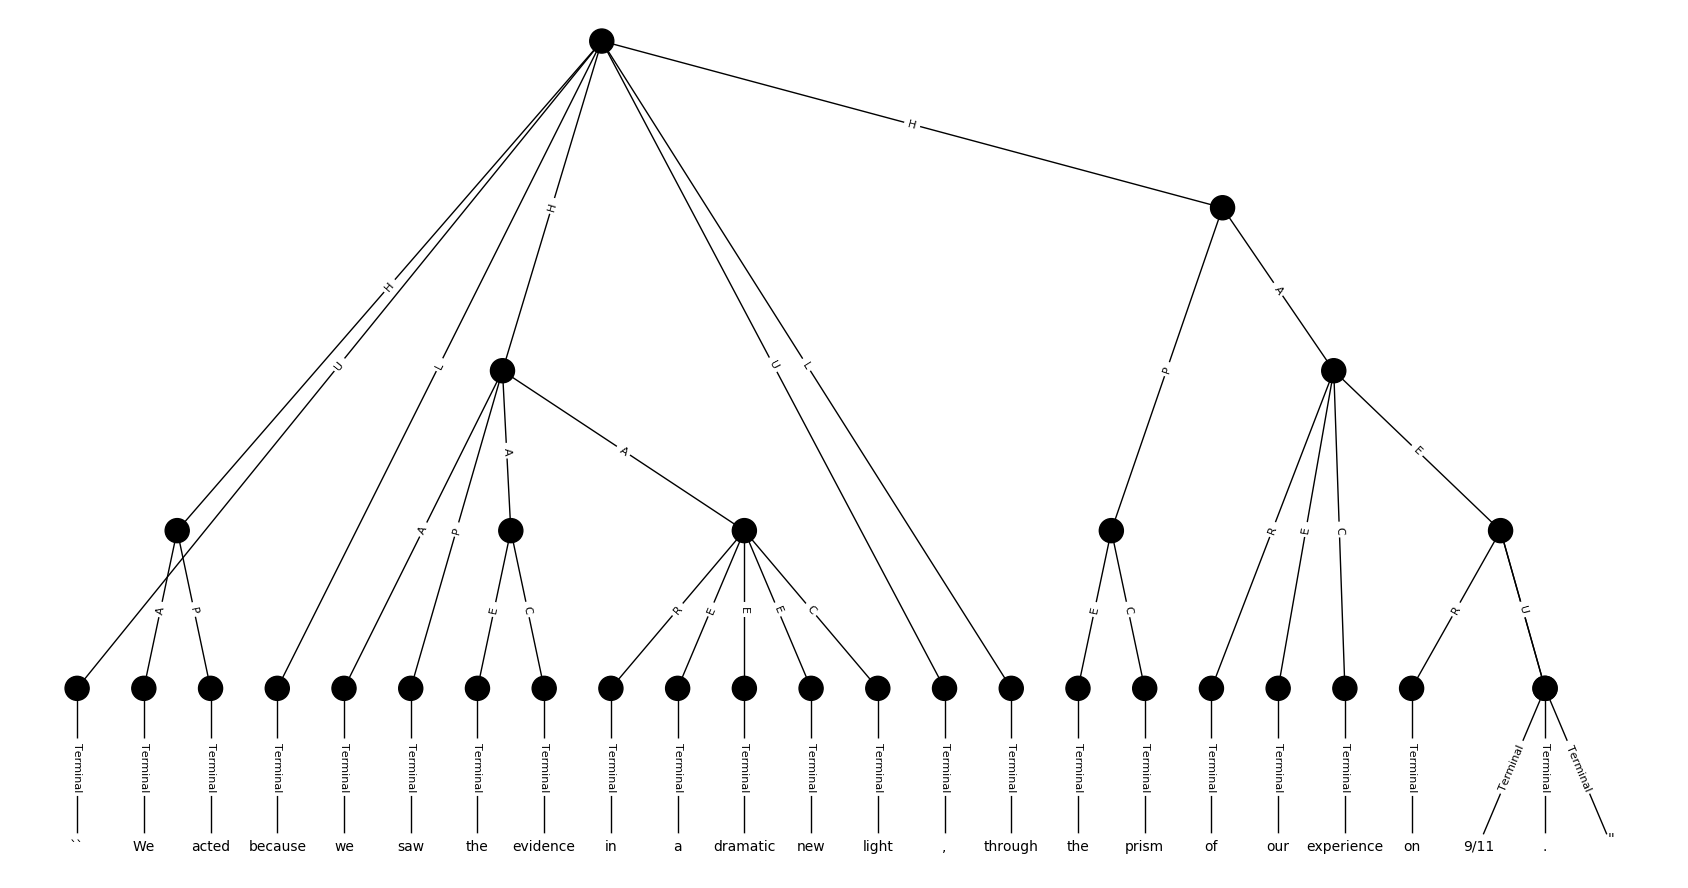 H
H
H
U
L
U
L
P
A
A
P
A
A
R
E
C
E
A
P
E
C
R
E
E
E
C
E
C
R
U
Terminal Terminal Terminal Terminal Terminal Terminal Terminal Terminal Terminal Terminal Terminal Terminal Terminal Terminal Terminal Terminal Terminal Terminal Terminal Terminal Terminal Terminal Terminal Terminal
`` We acted because we saw the evidence in a dramatic new light , through the prism of our experience on 9/11 . "